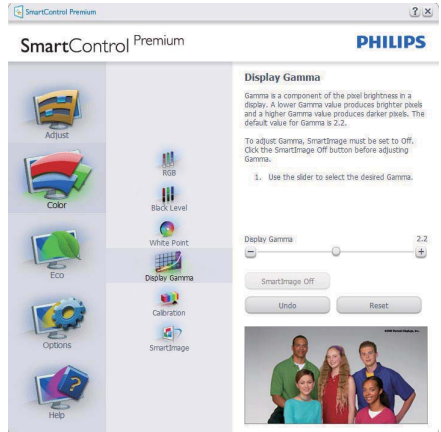 SmartControl Premium
? ×
SmartControl Premium
PHILIPS
Adjust
Color
Eco
Options
Help
RGB
Black Level
White Point
Display Gamma
Calibration
SmartImage
Display Gamma
Gamma is a component of the pixel brightness in a
display. A lower Gamma value produces brighter pixels
and a higher Gamma value produces darker pixels. The
default value for Gamma is 2.2.
To adjust Gamma, SmartImage must be set to Off.
Click the SmartImage Off button before adjusting
Gamma.
1. Use the slider to select the desired Gamma.
Display Gamma 2.2
SmartImage Off
Undo Reset